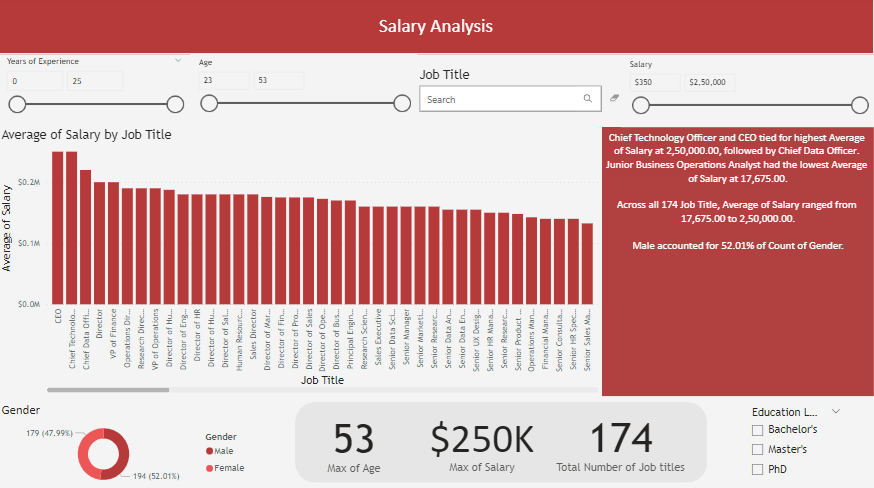 Salary Analysis
Years of Experience
0
25
Age
23
53
Job Title
Search
Salary
$350
$2,50,000
Average of Salary by Job Title
Average of Salary
$0.2M
$0.1M
$0.0M
CEO
Chief Technolo...
Chief Data Offi...
Director
VP of Finance
Operations Dir...
Research Direc...
VP of Operations
Director of Hu...
Director of Eng...
Director of HR
Director of Hu...
Director of Sal...
Human Resourc...
Sales Director
Director of Mar...
Director of Fin...
Director of Pro...
Director of Sales
Director of Ope...
Director of Bus...
Principal Engin...
Research Scien...
Sales Executive
Senior Data Sci...
Senior Manager
Senior Marketi...
Senior Researc...
Senior Data An...
Senior Data En...
Senior UX Desig...
Senior HR Mana...
Senior Researc...
Senior Product ...
Operations Man...
Financial Mana...
Senior Consulta...
Senior HR Spec...
Senior Sales Ma...
Job Title
Chief Technology Officer and CEO tied for highest Average
of Salary at 2,50,000.00, followed by Chief Data Officer.
Junior Business Operations Analyst had the lowest Average
of Salary at 17,675.00.
Across all 174 Job Title, Average of Salary ranged from
17,675.00 to 2,50,000.00.
Male accounted for 52.01% of Count of Gender.
Gender
179 (47.99%)
194 (52.01%)
Gender
Male
Female
53
Max of Age
$250K
Max of Salary
174
Total Number of Job titles
Education L...
Bachelor's
Master's
PhD